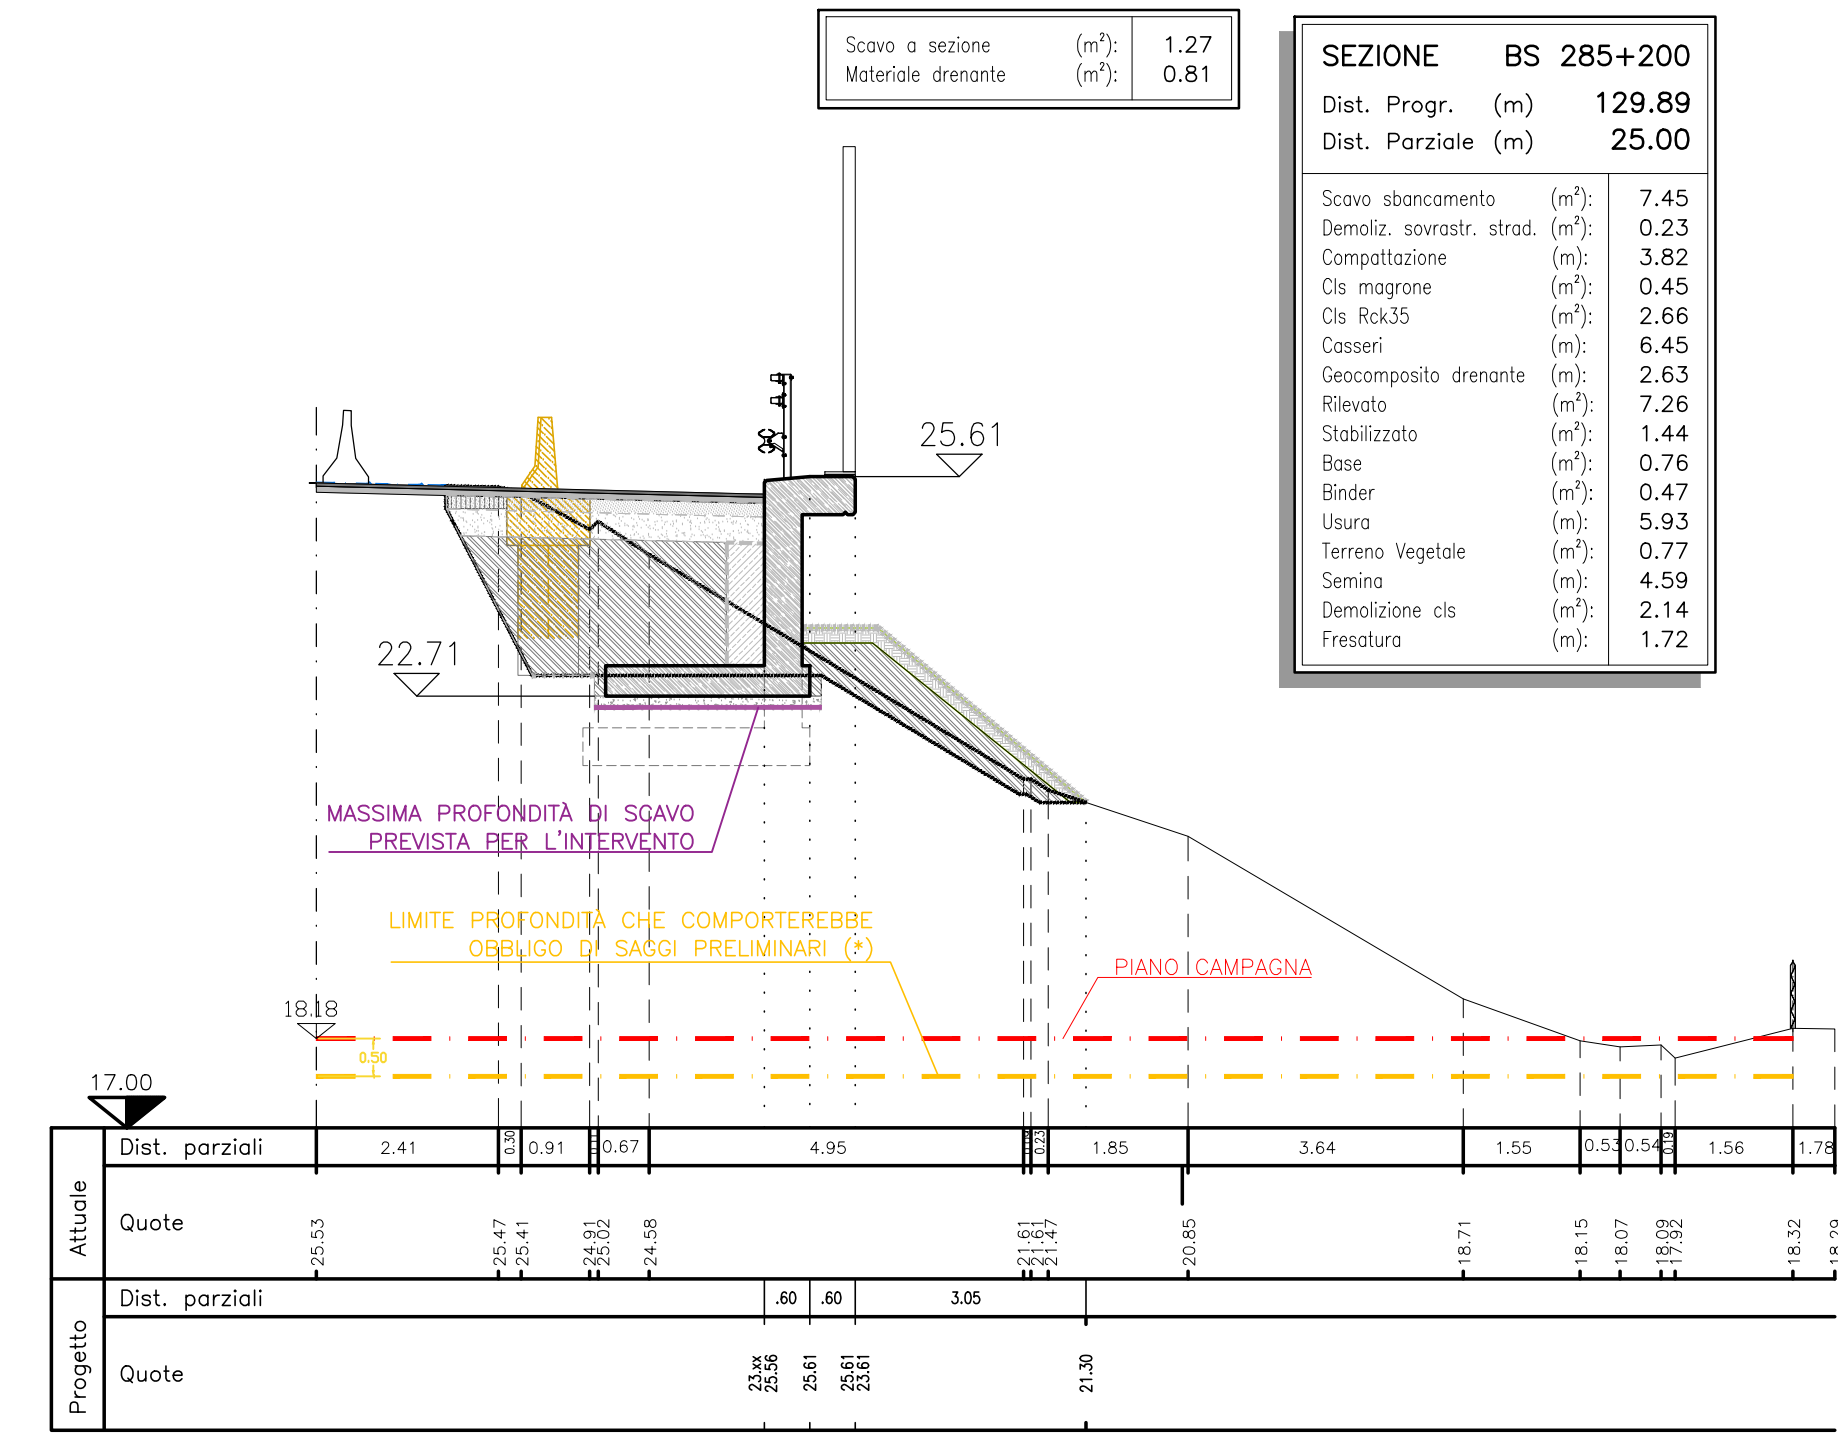 Scavo a sezione (m²): 1.27
Materiale drenante (m²): 0.81
SEZIONE BS 285+200
Dist. Progr. (m) 129.89
Dist. Parziale (m) 25.00
Scavo sbancamento (m²): 7.45
Demoliz. sovrastr. strad. (m²): 0.23
Compattazione (m): 3.82
Cls magrone (m²): 0.45
Cls Rck35 (m²): 2.66
Casseri (m): 6.45
Geocomposito drenante (m): 2.63
Rilevato (m²): 7.26
Stabilizzato (m²): 1.44
Base (m²): 0.76
Binder (m²): 0.47
Usura (m): 5.93
Terreno Vegetale (m²): 0.77
Semina (m): 4.59
Demolizione cls (m²): 2.14
Fresatura (m): 1.72
25.61
22.71
MASSIMA PROFONDITÀ DI SCAVO
PREVISTA PER L'INTERVENTO
LIMITE PROFONDITÀ CHE COMPORTEREBBE
OBBLIGO DI SAGGI PRELIMINARI (*)
PIANO CAMPAGNA
18.18
0.50
17.00
Attuale
Dist. parziali 2.41 0.30 0.91 0.11 0.67 4.95 0.09 0.23 1.85 3.64 1.55 0.53 0.54 0.19 1.56 1.78
Quote 25.53 25.47 25.41 24.91 25.02 24.58 21.61 21.61 21.47 20.85 18.71 18.15 18.07 18.09 17.92 18.32 18.29
Progetto
Dist. parziali .60 .60 3.05
Quote 23.xx 25.56 25.61 25.61 23.61 21.30